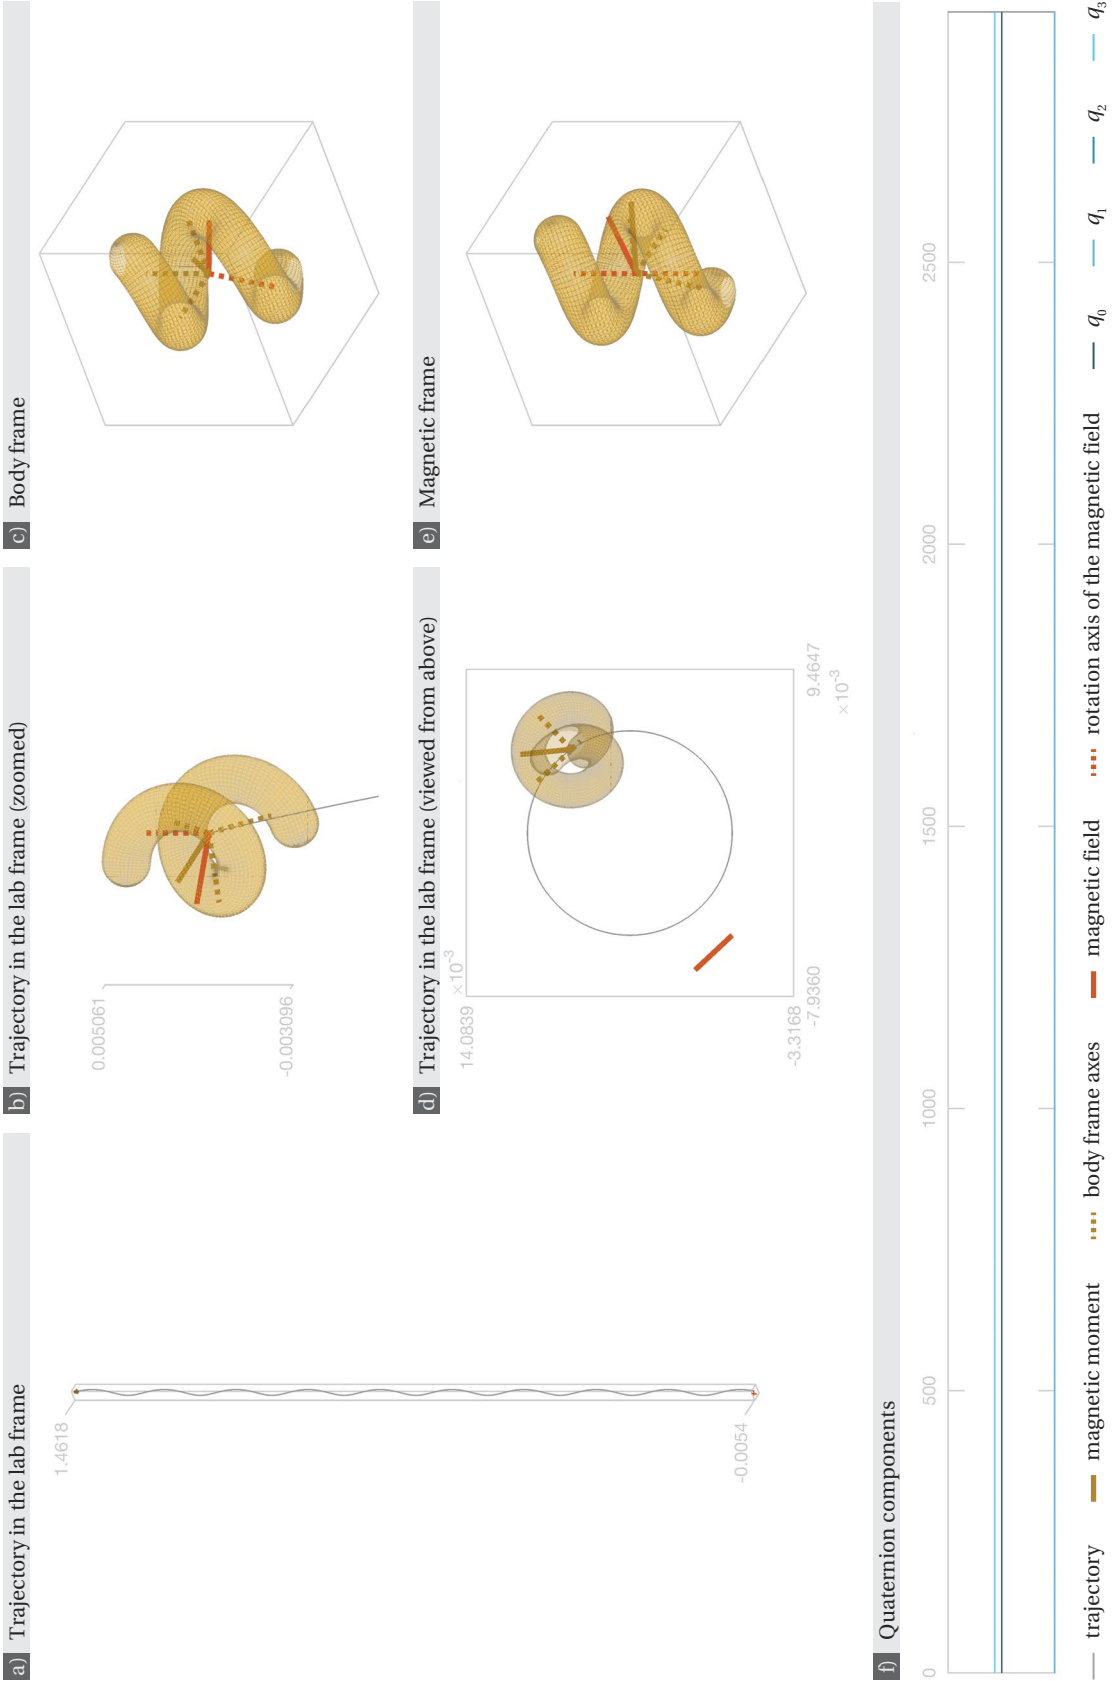 a) Trajectory in the lab frame
1.4618
-0.0054
b) Trajectory in the lab frame (zoomed)
0.005061
-0.003096
c) Body frame
d) Trajectory in the lab frame (viewed from above)
×10⁻³
14.0839
-3.3168
-7.9360
9.4647
×10⁻³
e) Magnetic frame
f) Quaternion components
0 500 1000 1500 2000 2500
trajectory magnetic moment body frame axes magnetic field rotation axis of the magnetic field q₀ q₁ q₂ q₃